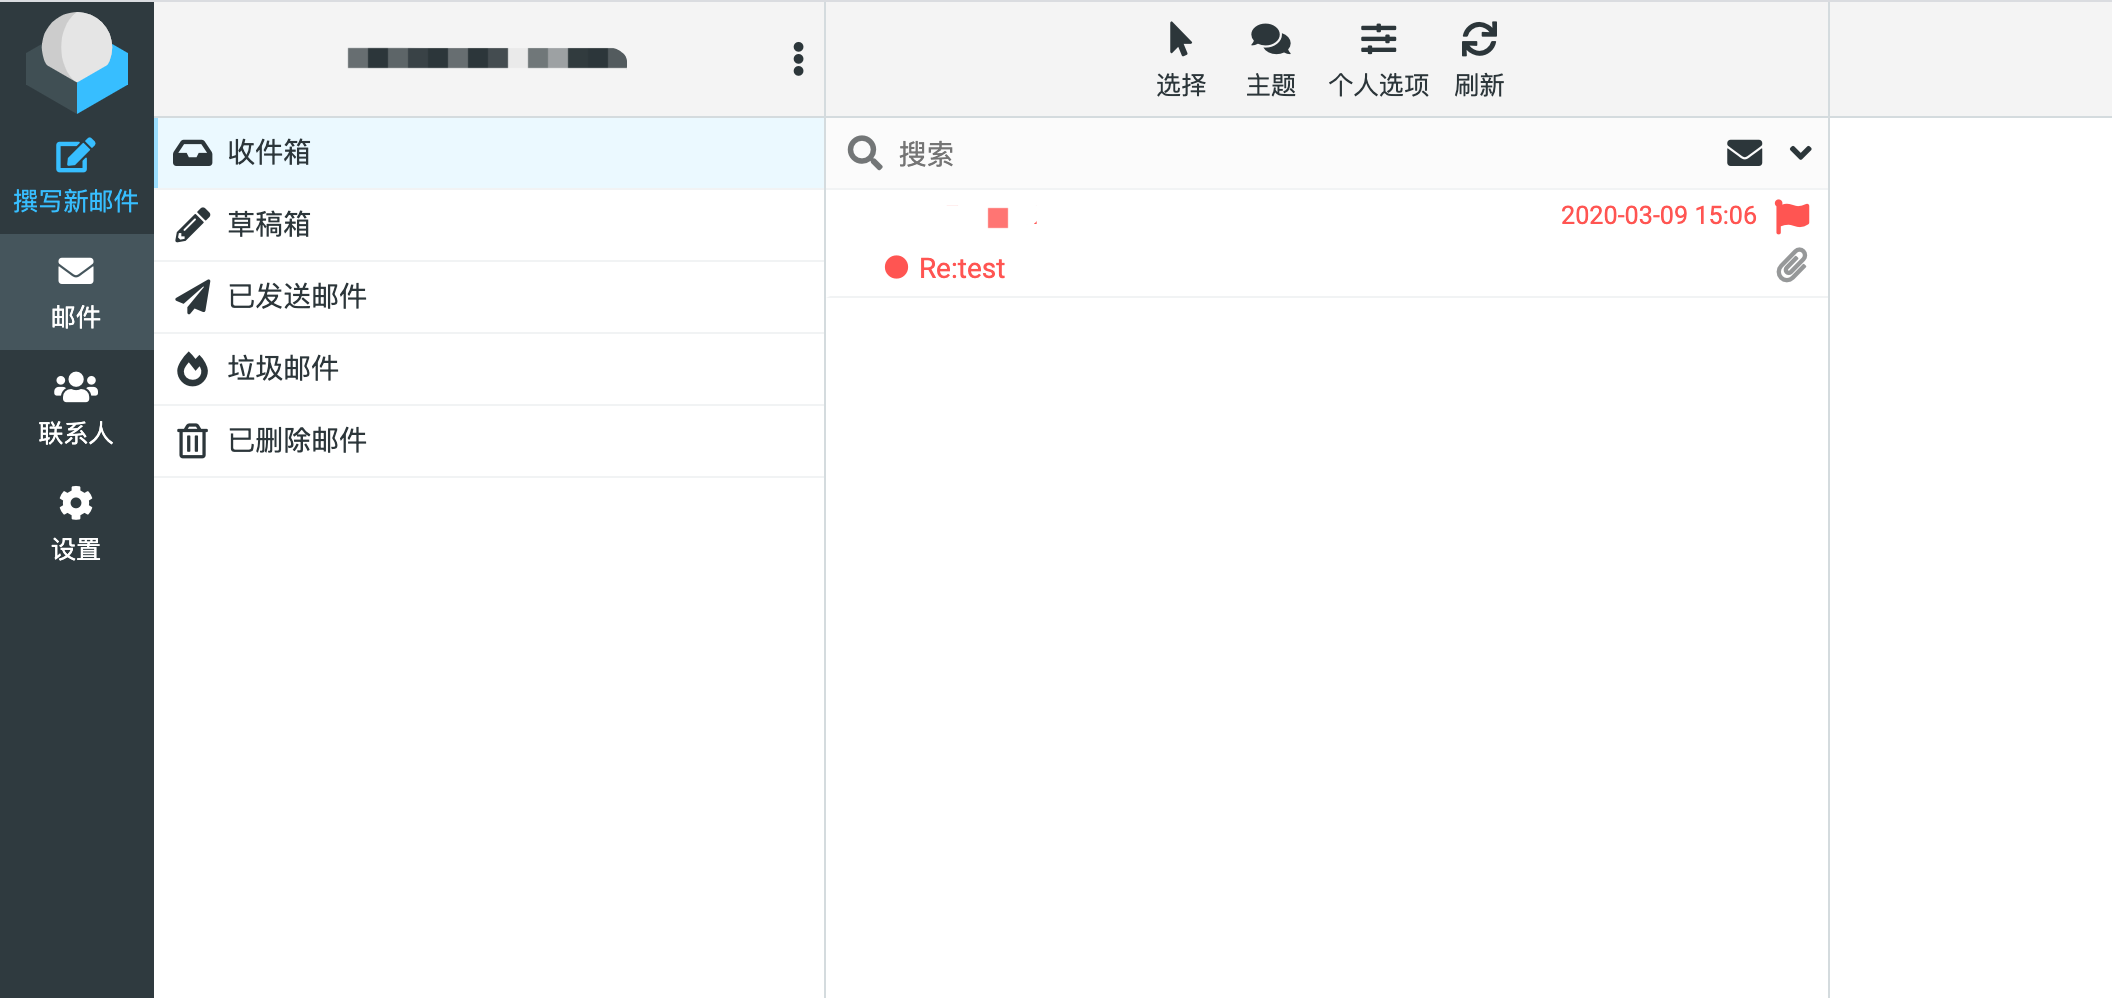 撰写新邮件
邮件
联系人
设置
收件箱
草稿箱
已发送邮件
垃圾邮件
已删除邮件
选择
主题
个人选项
刷新
搜索
2020-03-09 15:06
Re:test